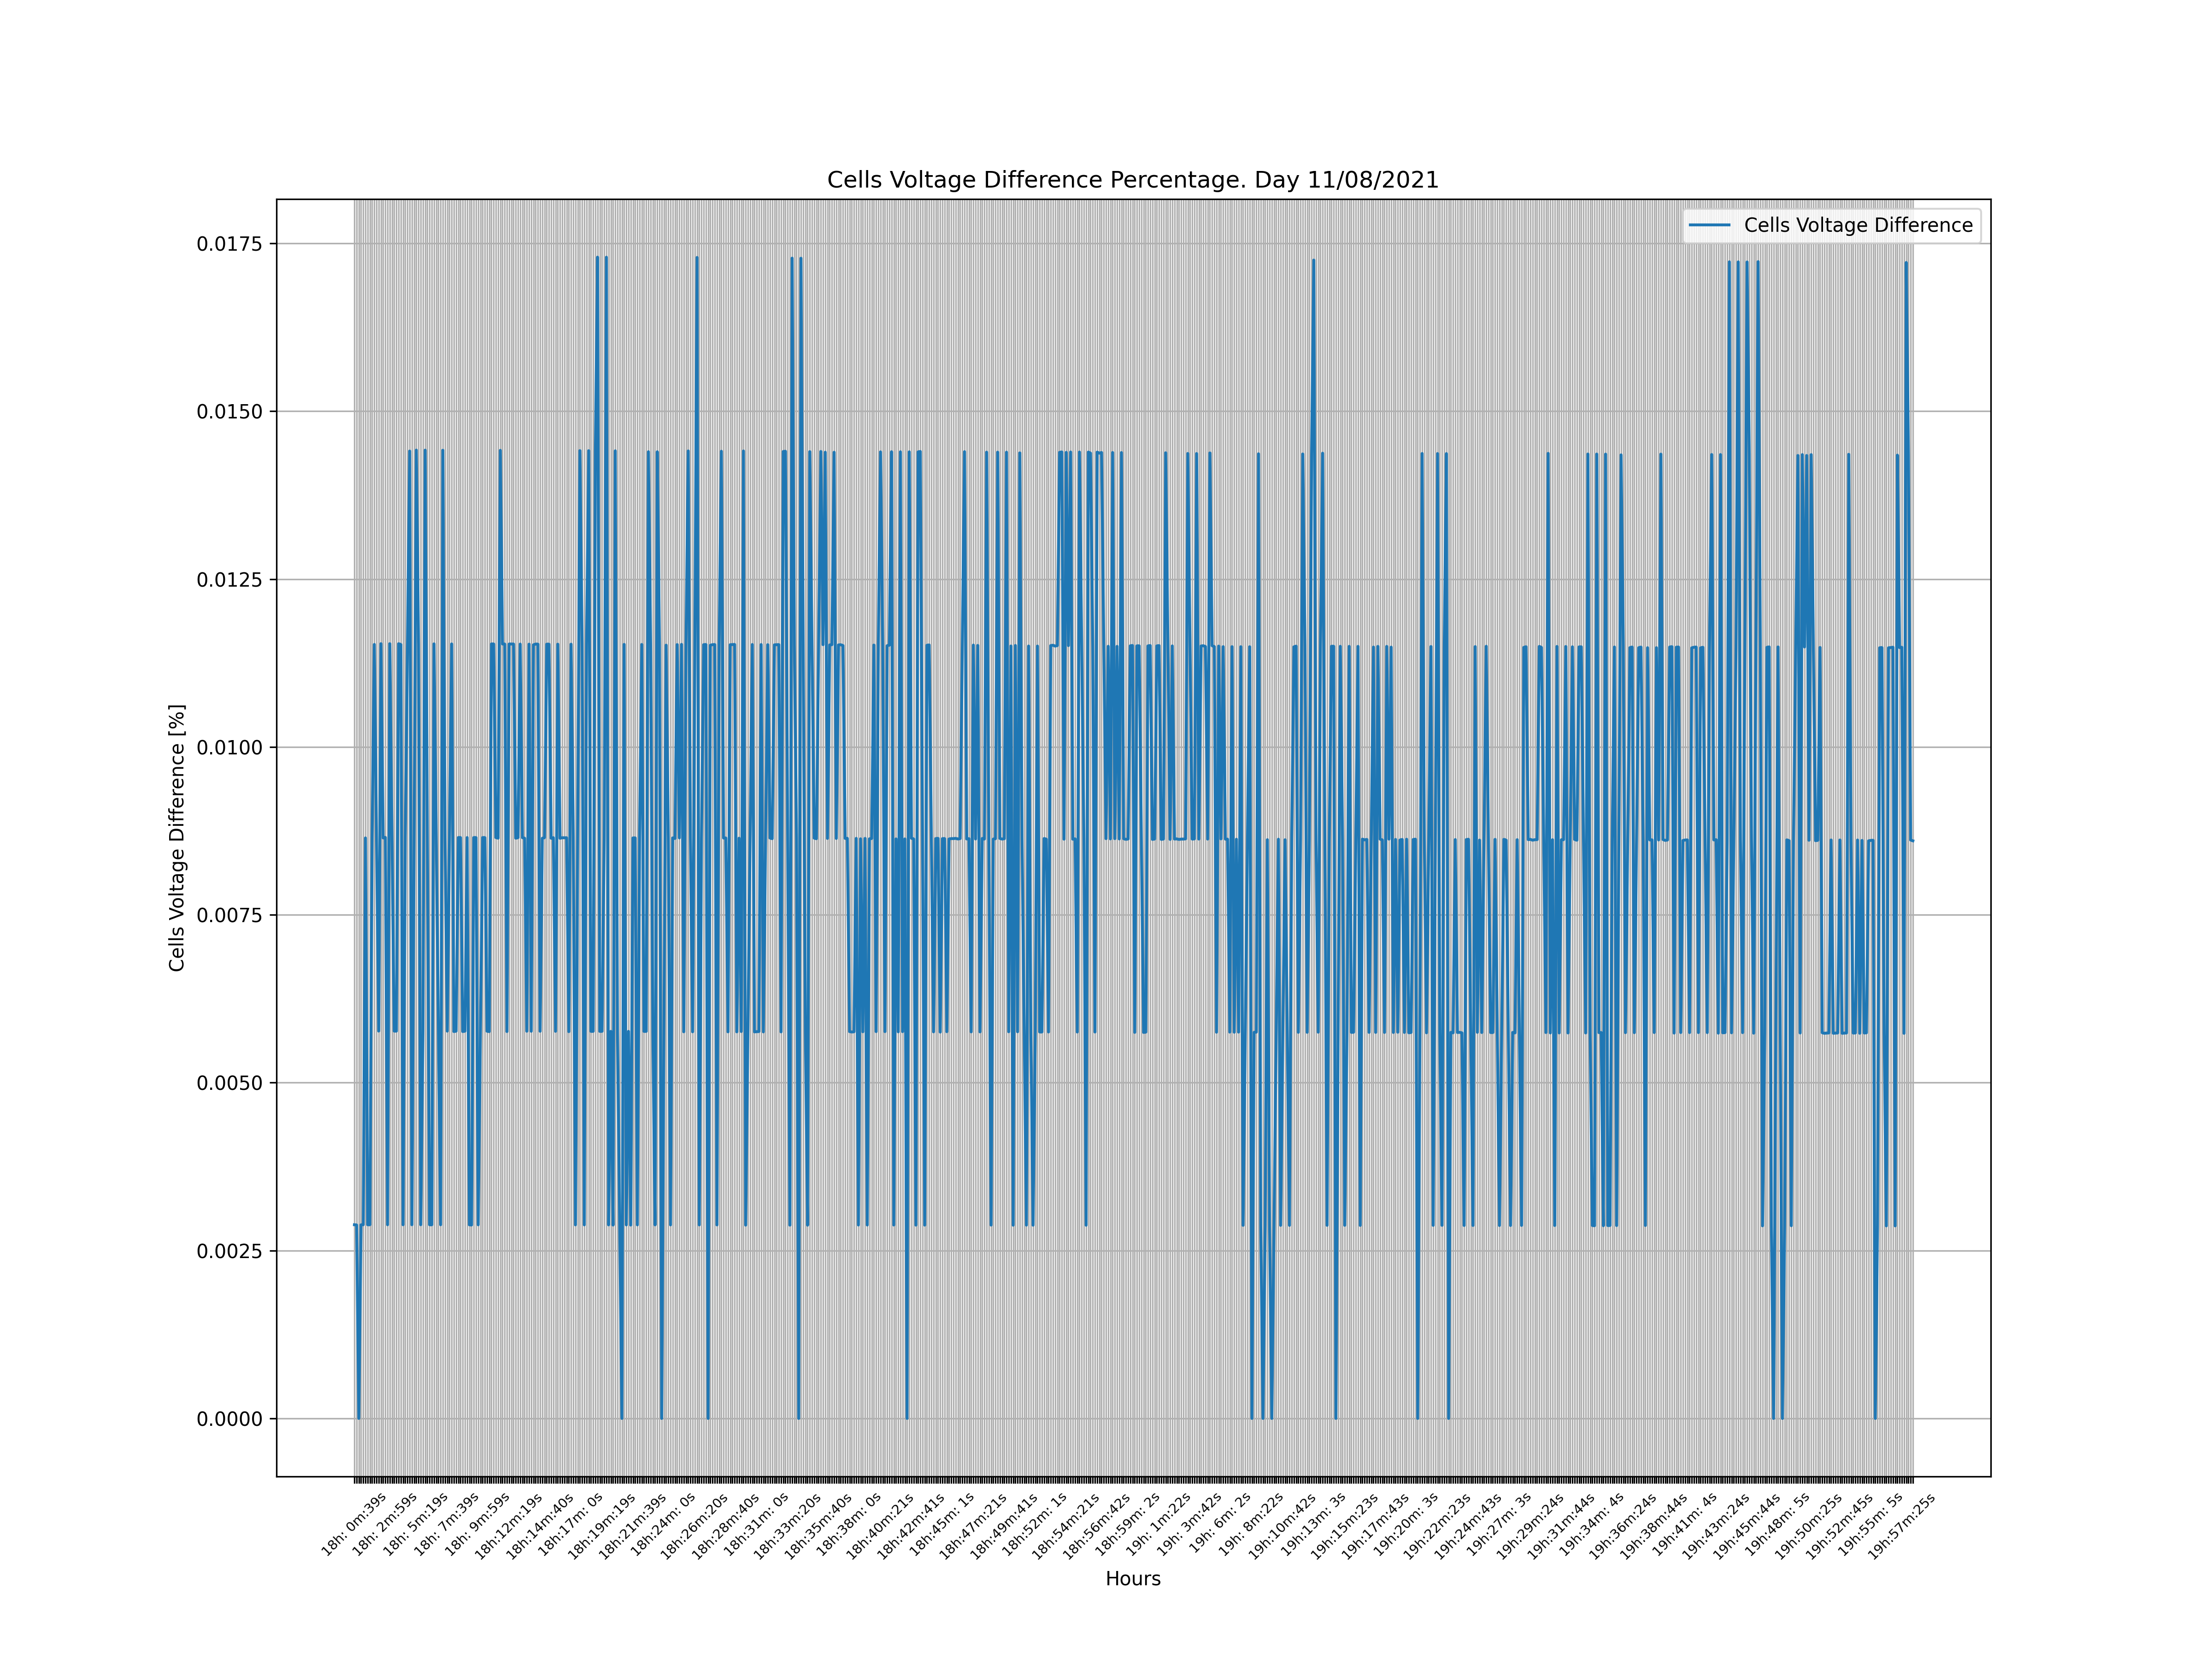 Cells Voltage Difference Percentage. Day 11/08/2021
Cells Voltage Difference
Cells Voltage Difference [%]
0.0175
0.0150
0.0125
0.0100
0.0075
0.0050
0.0025
0.0000
18h: 0m:39s
18h: 2m:59s
18h: 5m:19s
18h: 7m:39s
18h: 9m:59s
18h:12m:19s
18h:14m:40s
18h:17m: 0s
18h:19m:19s
18h:21m:39s
18h:24m: 0s
18h:26m:20s
18h:28m:40s
18h:31m: 0s
18h:33m:20s
18h:35m:40s
18h:38m: 0s
18h:40m:21s
18h:42m:41s
18h:45m: 1s
18h:47m:21s
18h:49m:41s
18h:52m: 1s
18h:54m:21s
18h:56m:42s
18h:59m: 2s
19h: 1m:22s
19h: 3m:42s
19h: 6m: 2s
19h: 8m:22s
19h:10m:42s
19h:13m: 3s
19h:15m:23s
19h:17m:43s
19h:20m: 3s
19h:22m:23s
19h:24m:43s
19h:27m: 3s
19h:29m:24s
19h:31m:44s
19h:34m: 4s
19h:36m:24s
19h:38m:44s
19h:41m: 4s
19h:43m:24s
19h:45m:44s
19h:48m: 5s
19h:50m:25s
19h:52m:45s
19h:55m: 5s
19h:57m:25s
Hours